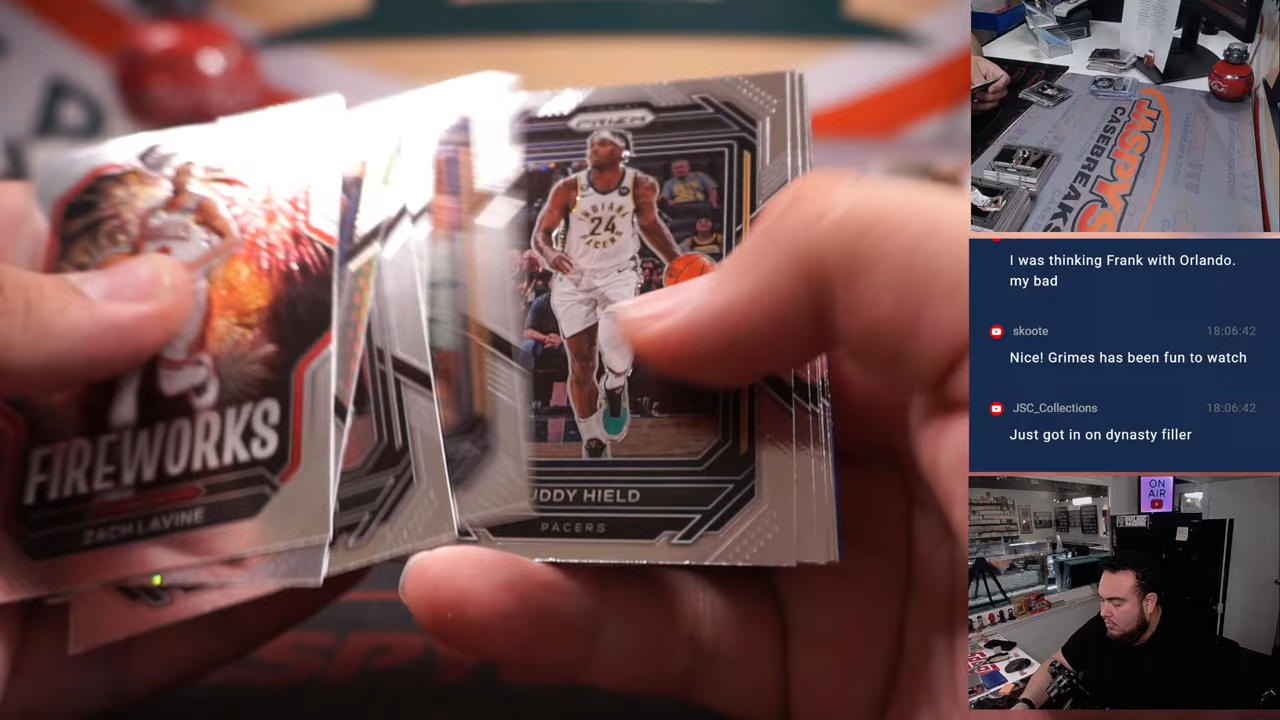 PRIZM
INDIANA
24
PACERS
UDDY HIELD
PACERS
FIREWORKS
ZACH LAVINE
JASPYS
CASEBREAKS
I was thinking Frank with Orlando.
my bad
skoote 18:06:42
Nice! Grimes has been fun to watch
JSC_Collections 18:06:42
Just got in on dynasty filler
ON
AIR